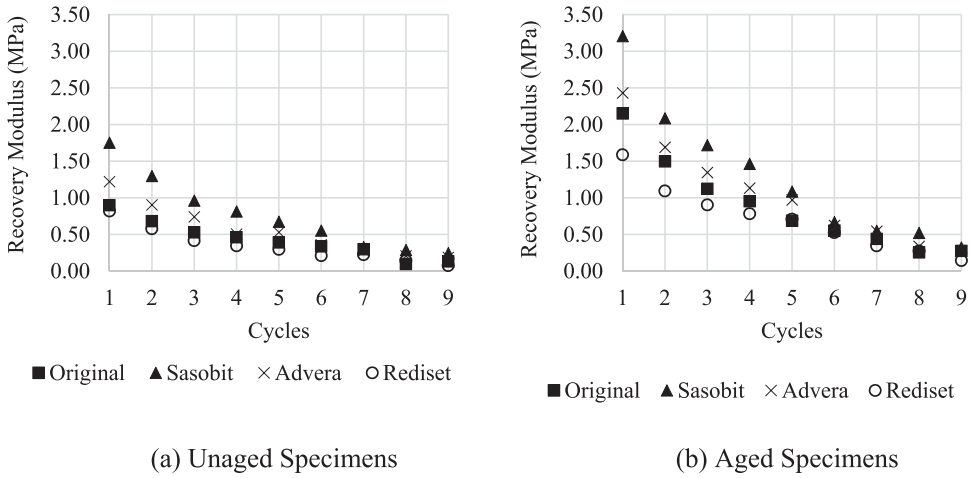 3.50
3.00
2.50
2.00
1.50
1.00
0.50
0.00
Recovery Modulus (MPa)
1 2 3 4 5 6 7 8 9
Cycles
Original Sasobit Advera Rediset
(a) Unaged Specimens
3.50
3.00
2.50
2.00
1.50
1.00
0.50
0.00
Recovery Modulus (MPa)
1 2 3 4 5 6 7 8 9
Cycles
Original Sasobit Advera Rediset
(b) Aged Specimens